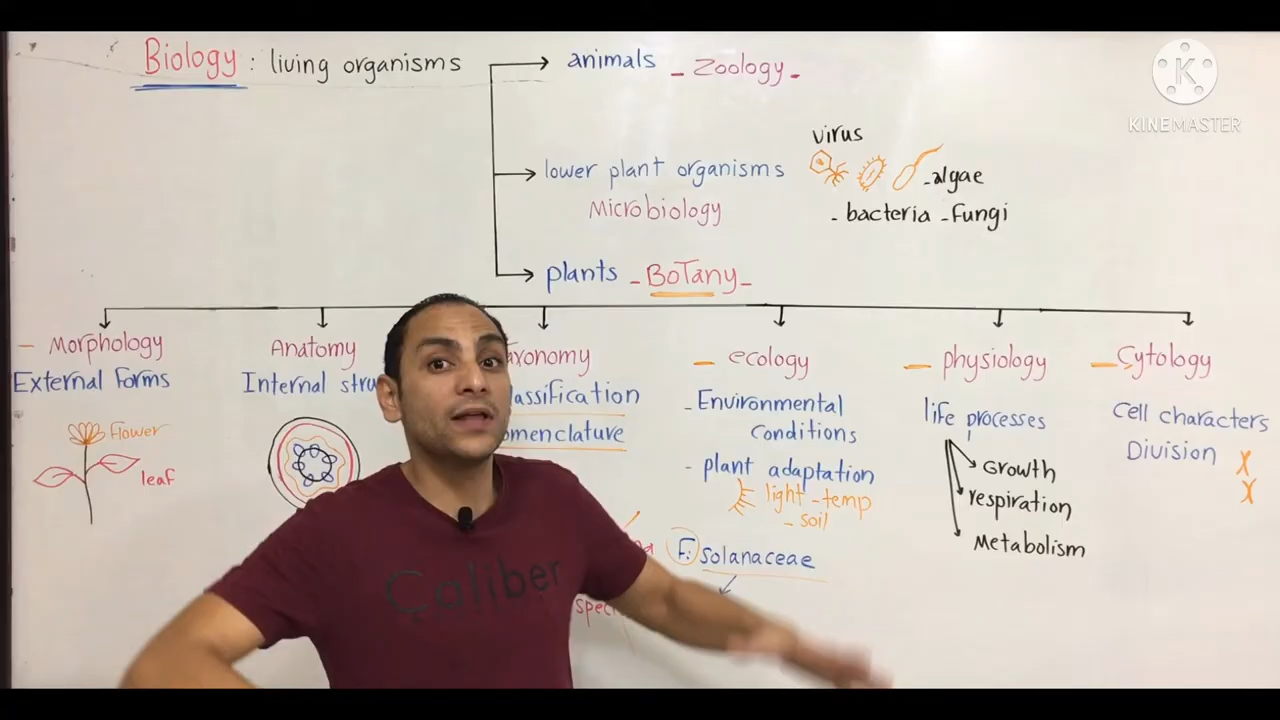 Biology : living organisms
animals - Zoology -
KINEMASTER
virus
lower plant organisms
- algae
Microbiology
- bacteria - Fungi
plants - BoTany -
- Morphology
External Forms
Flower
leaf
Anatomy
Internal
- ecology
- Environmental
Conditions
- plant adaptation
light - temp
- soil
F: Solanaceae
- physiology
life processes
Growth
respiration
Metabolism
- Cytology
Cell characters
Division
Caliber